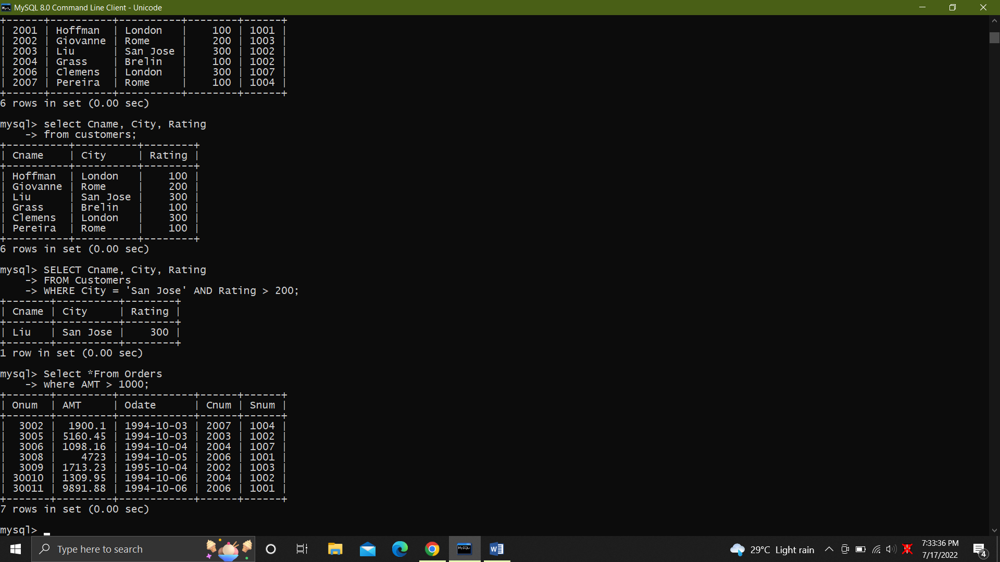 MySQL 8.0 Command Line Client - Unicode
+------+----------+----------+--------+------+
| 2001 | Hoffman  | London   |    100 | 1001 |
| 2002 | Giovanne | Rome     |    200 | 1003 |
| 2003 | Liu      | San Jose |    300 | 1002 |
| 2004 | Grass    | Brelin   |    100 | 1002 |
| 2006 | Clemens  | London   |    300 | 1007 |
| 2007 | Pereira  | Rome     |    100 | 1004 |
+------+----------+----------+--------+------+
6 rows in set (0.00 sec)
mysql> select Cname, City, Rating
    -> from customers;
+----------+----------+--------+
| Cname    | City     | Rating |
+----------+----------+--------+
| Hoffman  | London   |    100 |
| Giovanne | Rome     |    200 |
| Liu      | San Jose |    300 |
| Grass    | Brelin   |    100 |
| Clemens  | London   |    300 |
| Pereira  | Rome     |    100 |
+----------+----------+--------+
6 rows in set (0.00 sec)
mysql> SELECT Cname, City, Rating
    -> FROM Customers
    -> WHERE City = 'San Jose' AND Rating > 200;
+-------+----------+--------+
| Cname | City     | Rating |
+-------+----------+--------+
| Liu   | San Jose |    300 |
+-------+----------+--------+
1 row in set (0.00 sec)
mysql> Select *From Orders
    -> where AMT > 1000;
+-------+---------+------------+------+------+
| Onum  | AMT     | Odate      | Cnum | Snum |
+-------+---------+------------+------+------+
|  3002 |  1900.1 | 1994-10-03 | 2007 | 1004 |
|  3005 | 5160.45 | 1994-10-03 | 2003 | 1002 |
|  3006 | 1098.16 | 1994-10-04 | 2004 | 1007 |
|  3008 |    4723 | 1994-10-05 | 2006 | 1001 |
|  3009 | 1713.23 | 1995-10-04 | 2002 | 1003 |
| 30010 | 1309.95 | 1994-10-06 | 2004 | 1002 |
| 30011 | 9891.88 | 1994-10-06 | 2006 | 1001 |
+-------+---------+------------+------+------+
7 rows in set (0.00 sec)
mysql> _
Type here to search
29°C Light rain
7:33:36 PM
7/17/2022
4